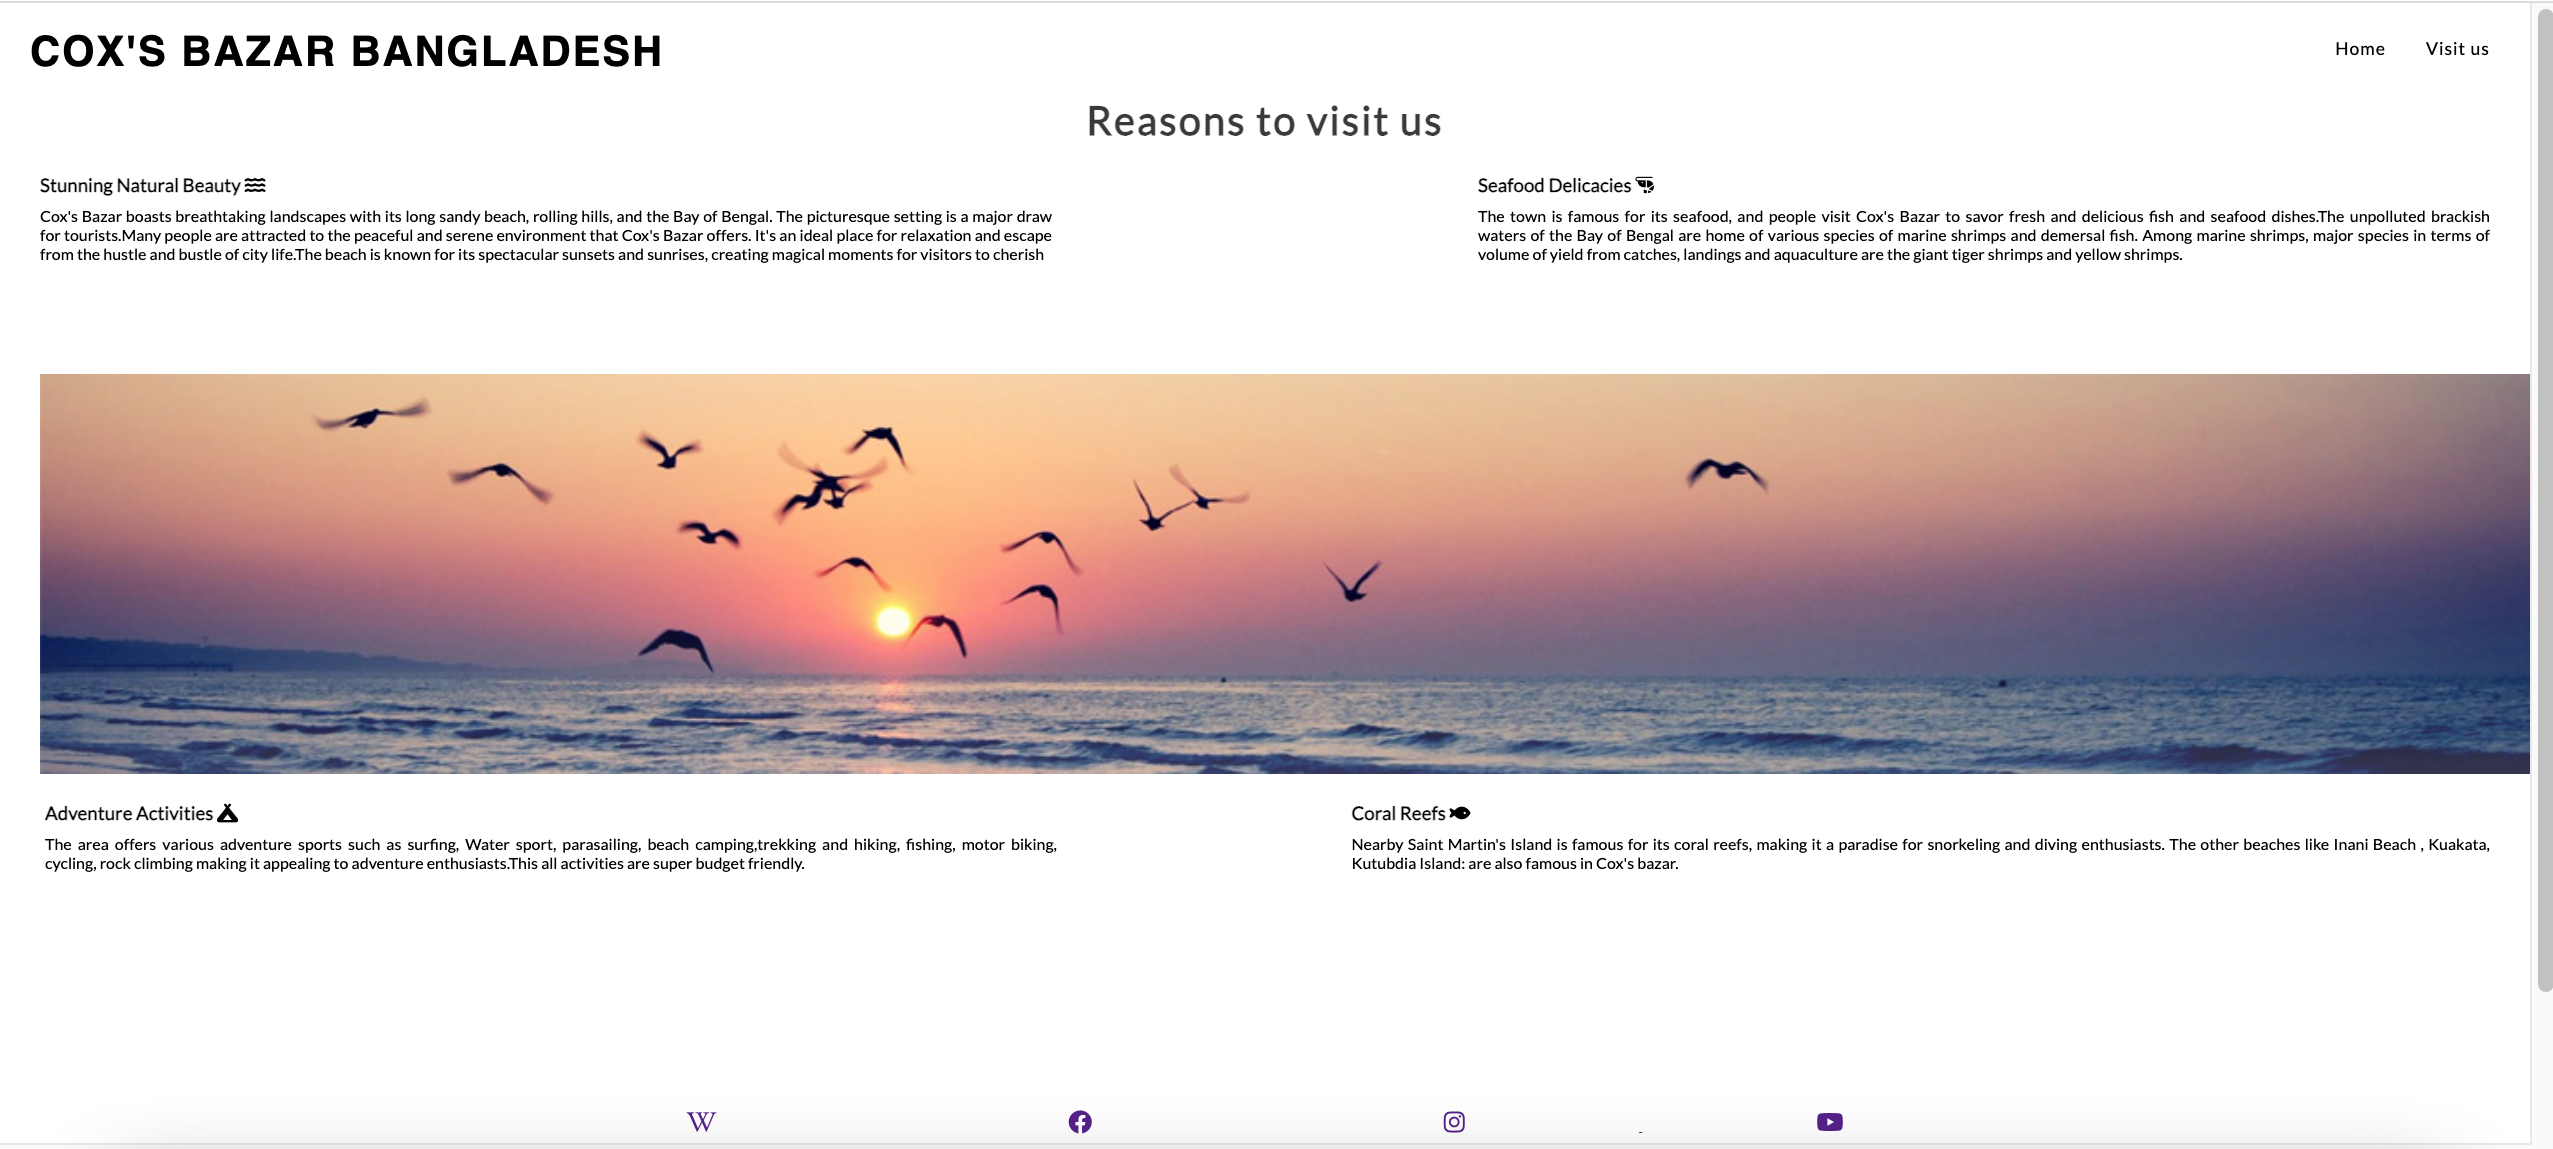 COX'S BAZAR BANGLADESH
Home
Visit us
Reasons to visit us
Stunning Natural Beauty
Cox's Bazar boasts breathtaking landscapes with its long sandy beach, rolling hills, and the Bay of Bengal. The picturesque setting is a major draw
for tourists.Many people are attracted to the peaceful and serene environment that Cox's Bazar offers. It's an ideal place for relaxation and escape
from the hustle and bustle of city life.The beach is known for its spectacular sunsets and sunrises, creating magical moments for visitors to cherish
Seafood Delicacies
The town is famous for its seafood, and people visit Cox's Bazar to savor fresh and delicious fish and seafood dishes.The unpolluted brackish
waters of the Bay of Bengal are home of various species of marine shrimps and demersal fish. Among marine shrimps, major species in terms of
volume of yield from catches, landings and aquaculture are the giant tiger shrimps and yellow shrimps.
Adventure Activities
The area offers various adventure sports such as surfing, Water sport, parasailing, beach camping,trekking and hiking, fishing, motor biking,
cycling, rock climbing making it appealing to adventure enthusiasts.This all activities are super budget friendly.
Coral Reefs
Nearby Saint Martin's Island is famous for its coral reefs, making it a paradise for snorkeling and diving enthusiasts. The other beaches like Inani Beach , Kuakata,
Kutubdia Island: are also famous in Cox's bazar.